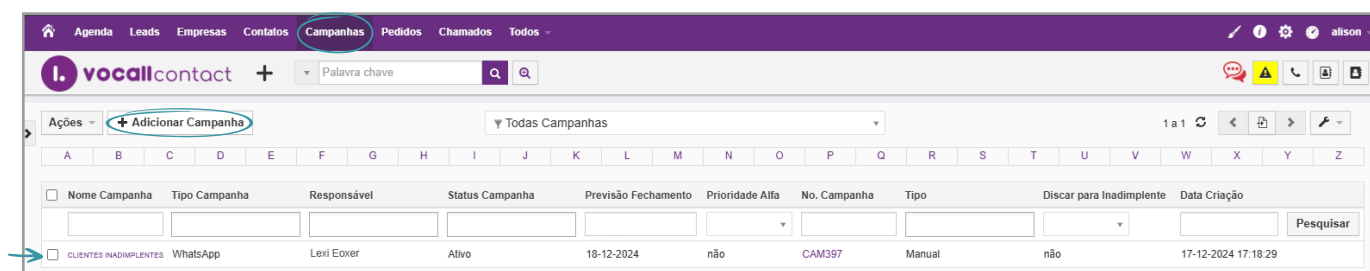 Agenda Leads Empresas Contatos Campanhas Pedidos Chamados Todos alison
vocallcontact Palavra chave
Ações Adicionar Campanha Todas Campanhas 1 a 1
A B C D E F G H I J K L M N O P Q R S T U V W X Y Z
Nome Campanha Tipo Campanha Responsável Status Campanha Previsão Fechamento Prioridade Alfa No. Campanha Tipo Discar para Inadimplente Data Criação
Pesquisar
CLIENTES INADIMPLENTES WhatsApp Lexi Eoxer Ativo 18-12-2024 não CAM397 Manual não 17-12-2024 17:18:29